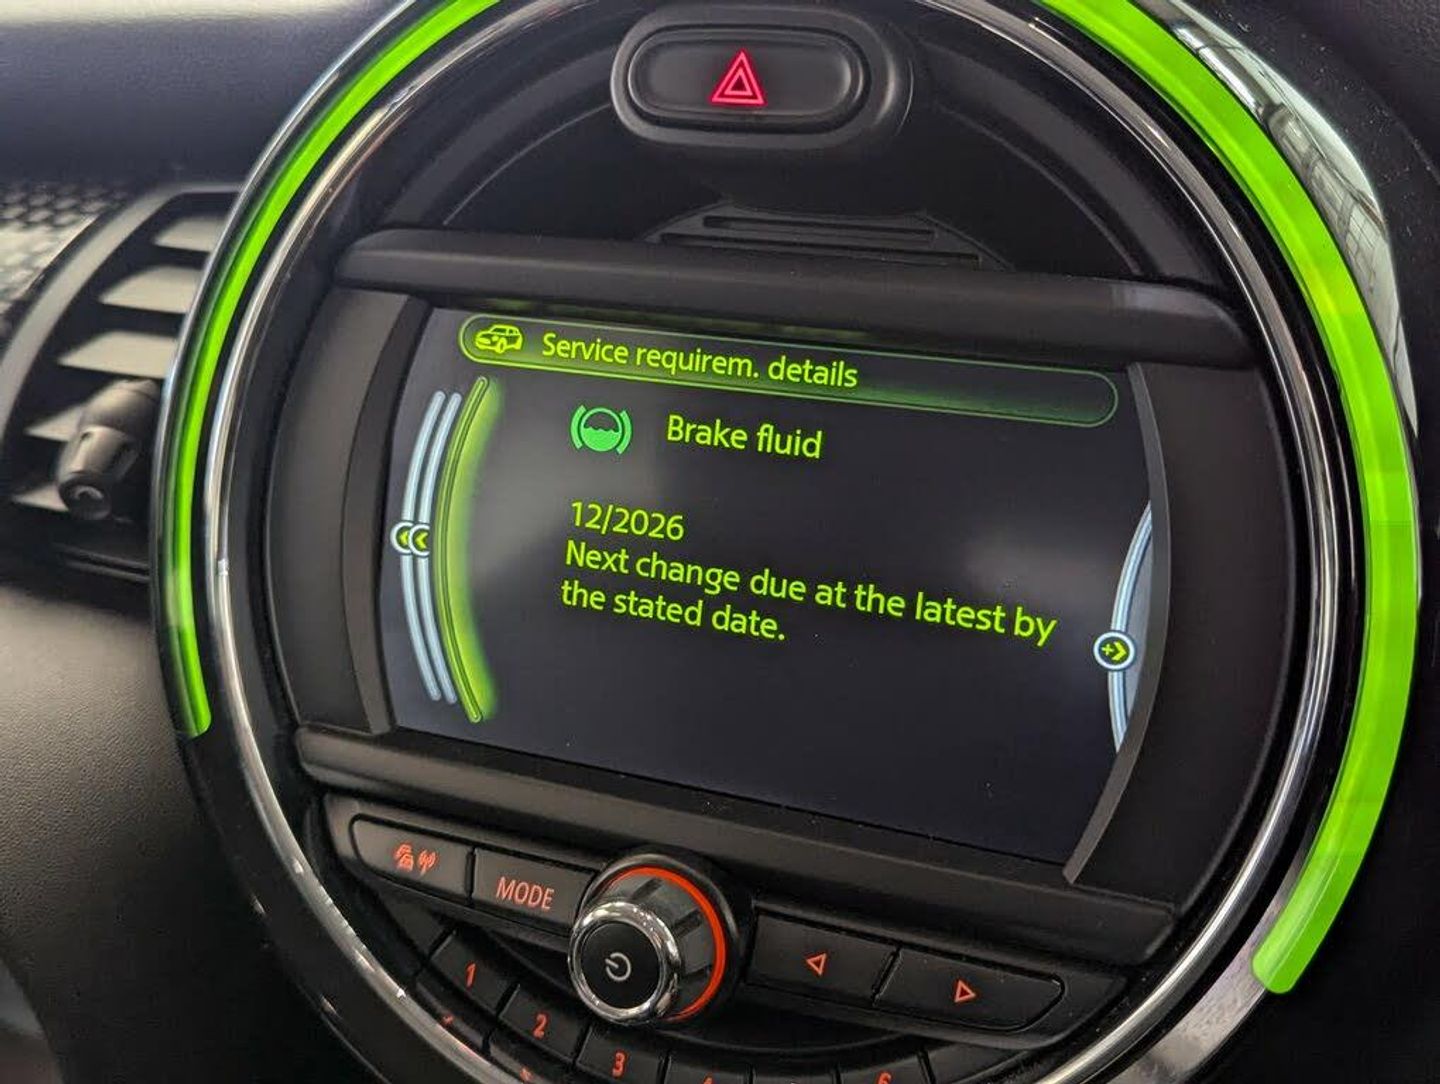 Service requirem. details
Brake fluid
12/2026
Next change due at the latest by
the stated date.
MODE
1
2
3
6